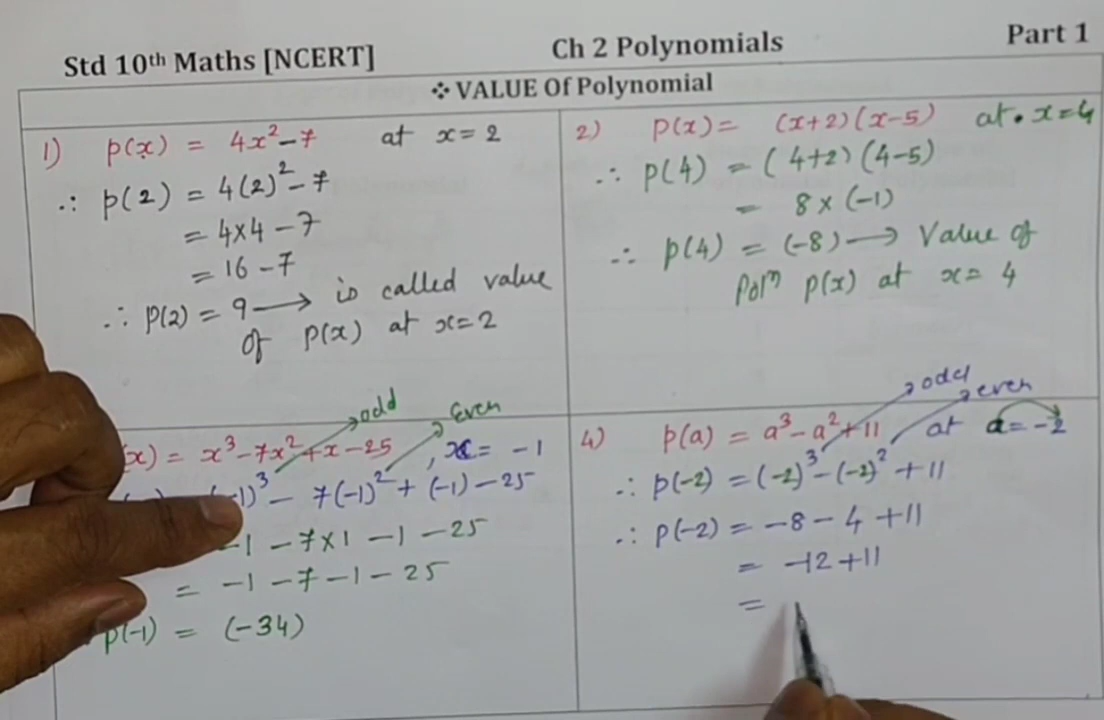 Std 10th Maths [NCERT] Ch 2 Polynomials Part 1
❖ VALUE Of Polynomial
1) p(x) = 4x² - 7 at x = 2
∴ p(2) = 4(2)² - 7
= 4×4 - 7
= 16 - 7
∴ p(2) = 9 → is called value
of p(x) at x=2
2) p(x) = (x+2)(x-5) at x=4
∴ p(4) = (4+2)(4-5)
= 8 × (-1)
∴ p(4) = (-8) → Value of
Polⁿ p(x) at x= 4
odd Even
(x) = x³ - 7x² + x - 25 , x = -1
-1)³ - 7(-1)² + (-1) - 25
-1 - 7×1 - 1 - 25
= -1 - 7 - 1 - 25
p(-1) = (-34)
odd even
4) p(a) = a³ - a² + 11 at a = -2
∴ p(-2) = (-2)³ - (-2)² + 11
∴ p(-2) = -8 - 4 + 11
= -12 + 11
=